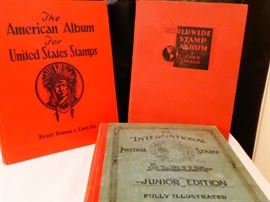 The
American Album
For
United States Stamps
Scott Stamp & Coin Co.
WORLDWIDE
STAMP
ALBUM
THE
INTERNATIONAL
POSTAGE STAMP
ALBUM
JUNIOR EDITION
FULLY ILLUSTRATED